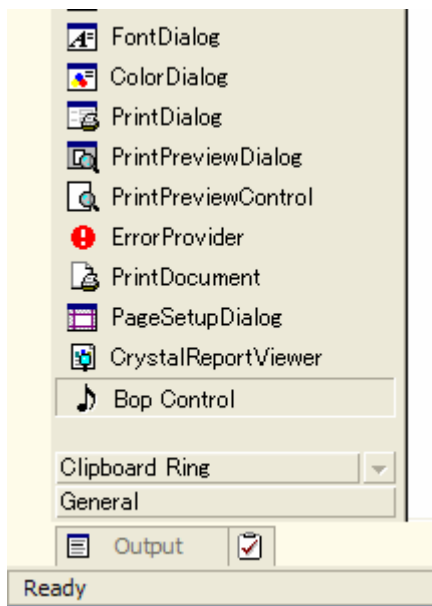 FontDialog
ColorDialog
PrintDialog
PrintPreviewDialog
PrintPreviewControl
ErrorProvider
PrintDocument
PageSetupDialog
CrystalReportViewer
Bop Control
Clipboard Ring
General
Output
Ready